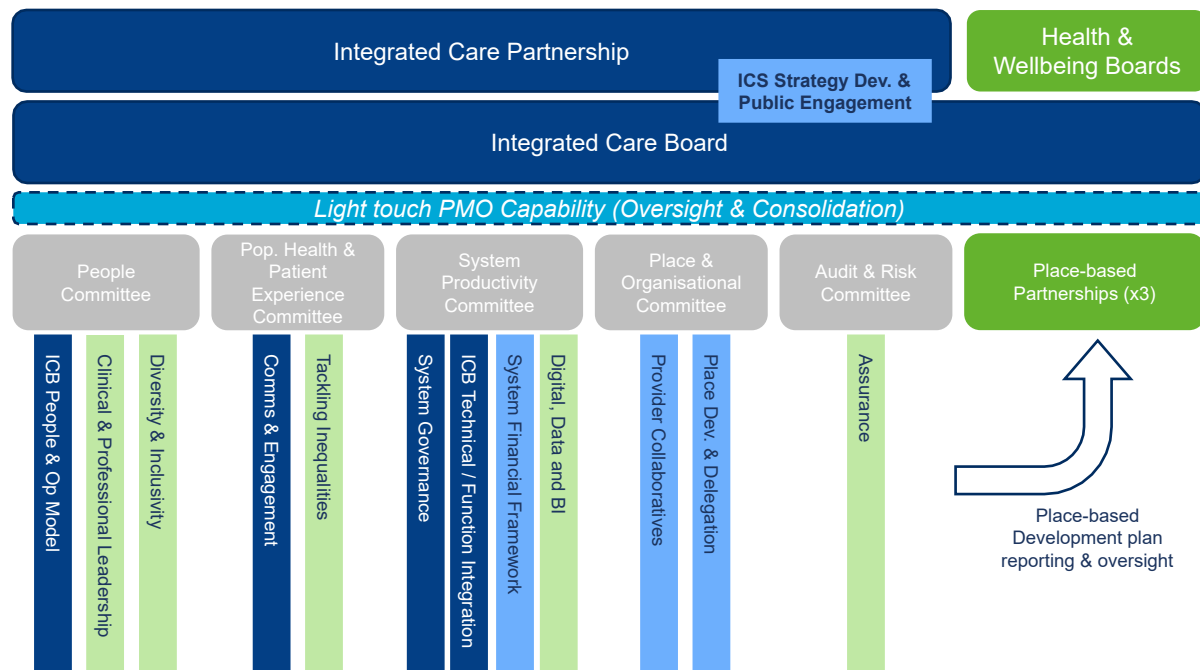 Integrated Care Partnership
Health &
Wellbeing Boards
ICS Strategy Dev. &
Public Engagement
Integrated Care Board
Light touch PMO Capability (Oversight & Consolidation)
People
Committee
Pop. Health &
Patient
Experience
Committee
System
Productivity
Committee
Place &
Organisational
Committee
Audit & Risk
Committee
Place-based
Partnerships (x3)
ICB People & Op Model
Clinical & Professional Leadership
Diversity & Inclusivity
Comms & Engagement
Tackling Inequalities
System Governance
ICB Technical / Function Integration
System Financial Framework
Digital, Data and BI
Provider Collaboratives
Place Dev. & Delegation
Assurance
Place-based
Development plan
reporting & oversight